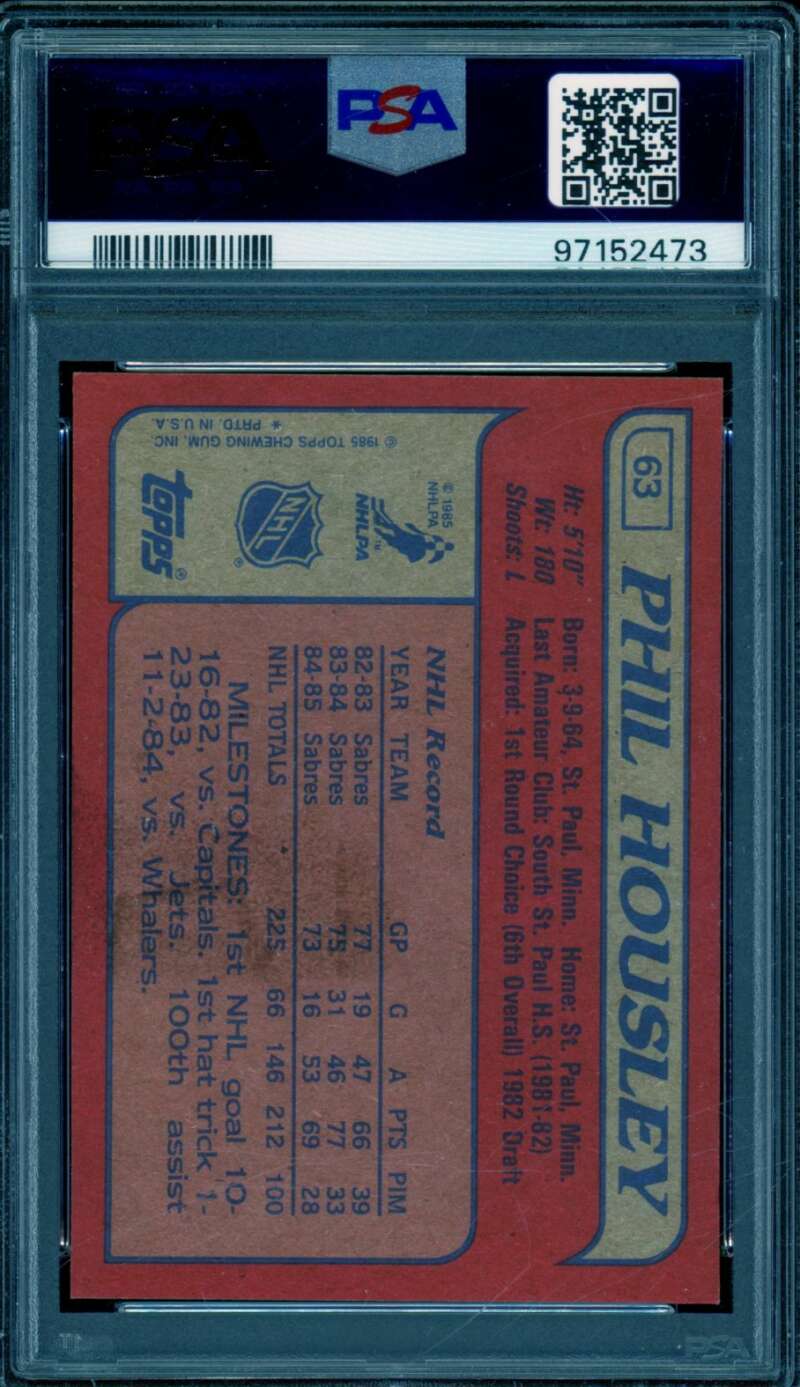 PSA
PSA
97152473
63
PHIL HOUSLEY
Ht: 5'10" Born: 3-9-64, St. Paul, Minn. Home: St. Paul, Minn.
Wt: 180 Last Amateur Club: South St. Paul H.S. (1981-82)
Shoots: L Acquired: 1st Round Choice (6th Overall) 1982 Draft
© 1985
NHLPA
NHLPA™
NHL®
topps®
© 1985 TOPPS CHEWING GUM, INC.
* PRTD. IN U.S.A.
NHL Record
YEAR TEAM GP G A PTS PIM
82-83 Sabres 77 19 47 66 39
83-84 Sabres 75 31 46 77 33
84-85 Sabres 73 16 53 69 28
NHL TOTALS 225 66 146 212 100
MILESTONES: 1st NHL goal 10-
16-82, vs. Capitals. 1st hat trick 1-
23-83, vs. Jets. 100th assist
11-2-84, vs. Whalers.
PSA